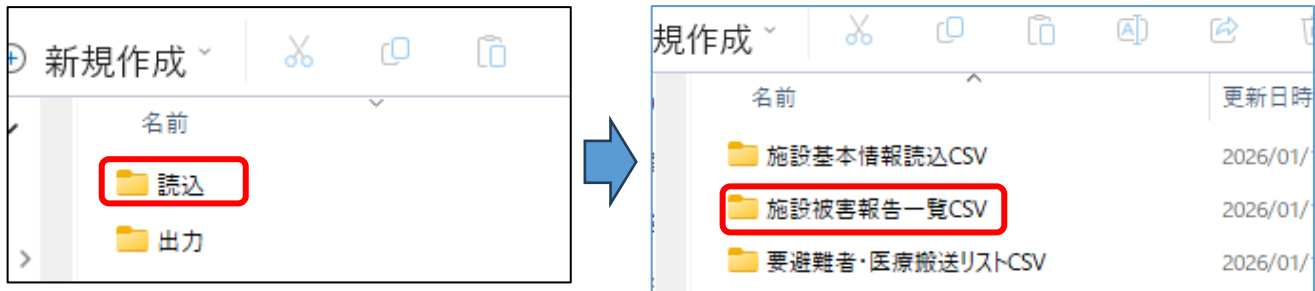 新規作成
名前
読込
出力
規作成
名前
更新日時
施設基本情報読込CSV
2026/01/
施設被害報告一覧CSV
2026/01/
要避難者・医療搬送リストCSV
2026/01/